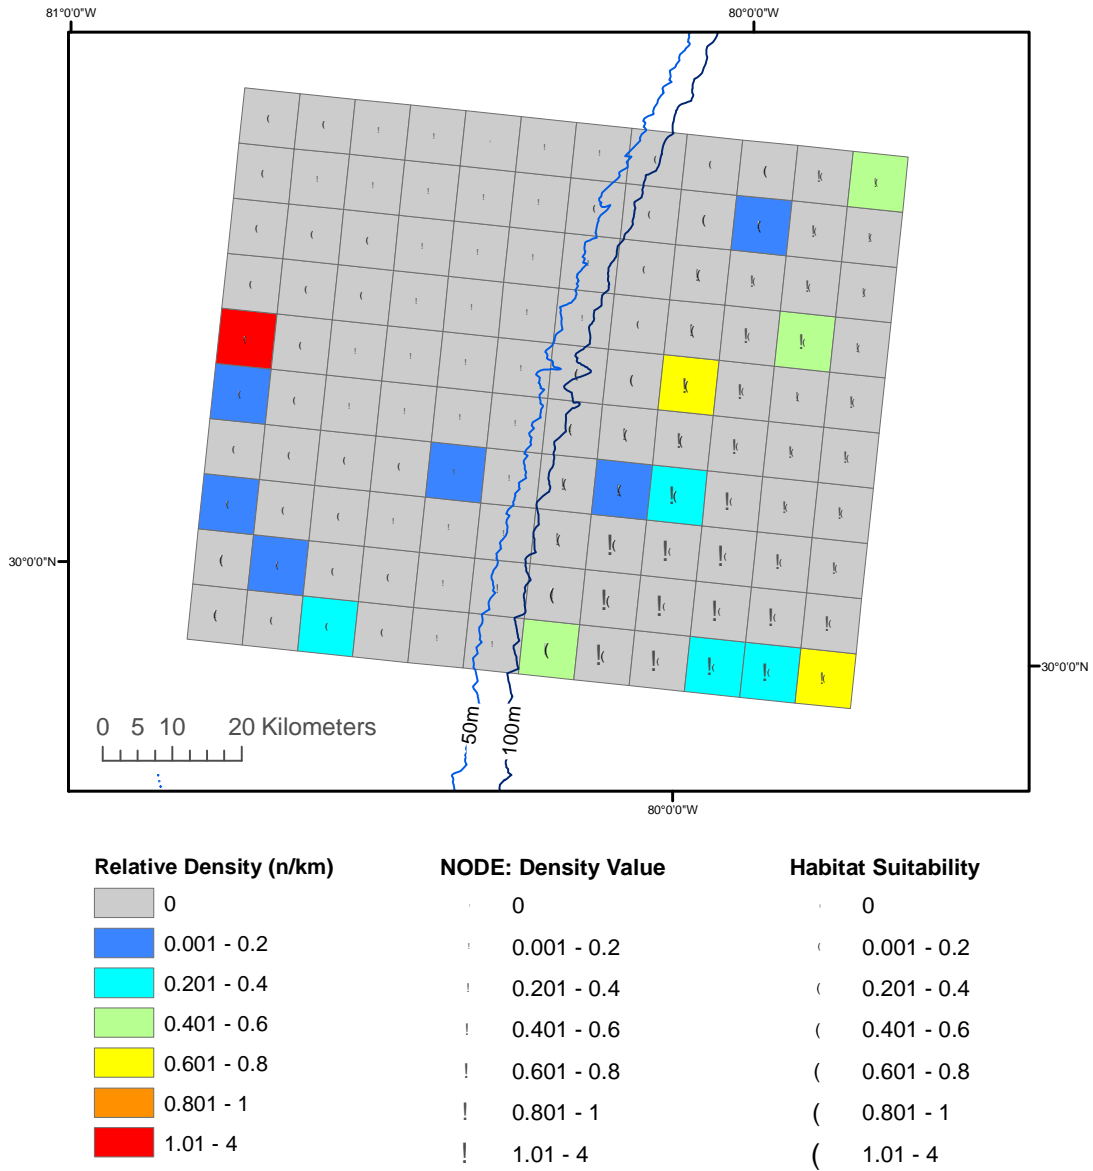 81°0'0"W 80°0'0"W
30°0'0"N
30°0'0"N
50m 100m
0 5 10 20 Kilometers
80°0'0"W
Relative Density (n/km) NODE: Density Value Habitat Suitability
0 0 0
0.001 - 0.2 ! 0.001 - 0.2 ( 0.001 - 0.2
0.201 - 0.4 ! 0.201 - 0.4 ( 0.201 - 0.4
0.401 - 0.6 ! 0.401 - 0.6 ( 0.401 - 0.6
0.601 - 0.8 ! 0.601 - 0.8 ( 0.601 - 0.8
0.801 - 1 ! 0.801 - 1 ( 0.801 - 1
1.01 - 4 ! 1.01 - 4 ( 1.01 - 4